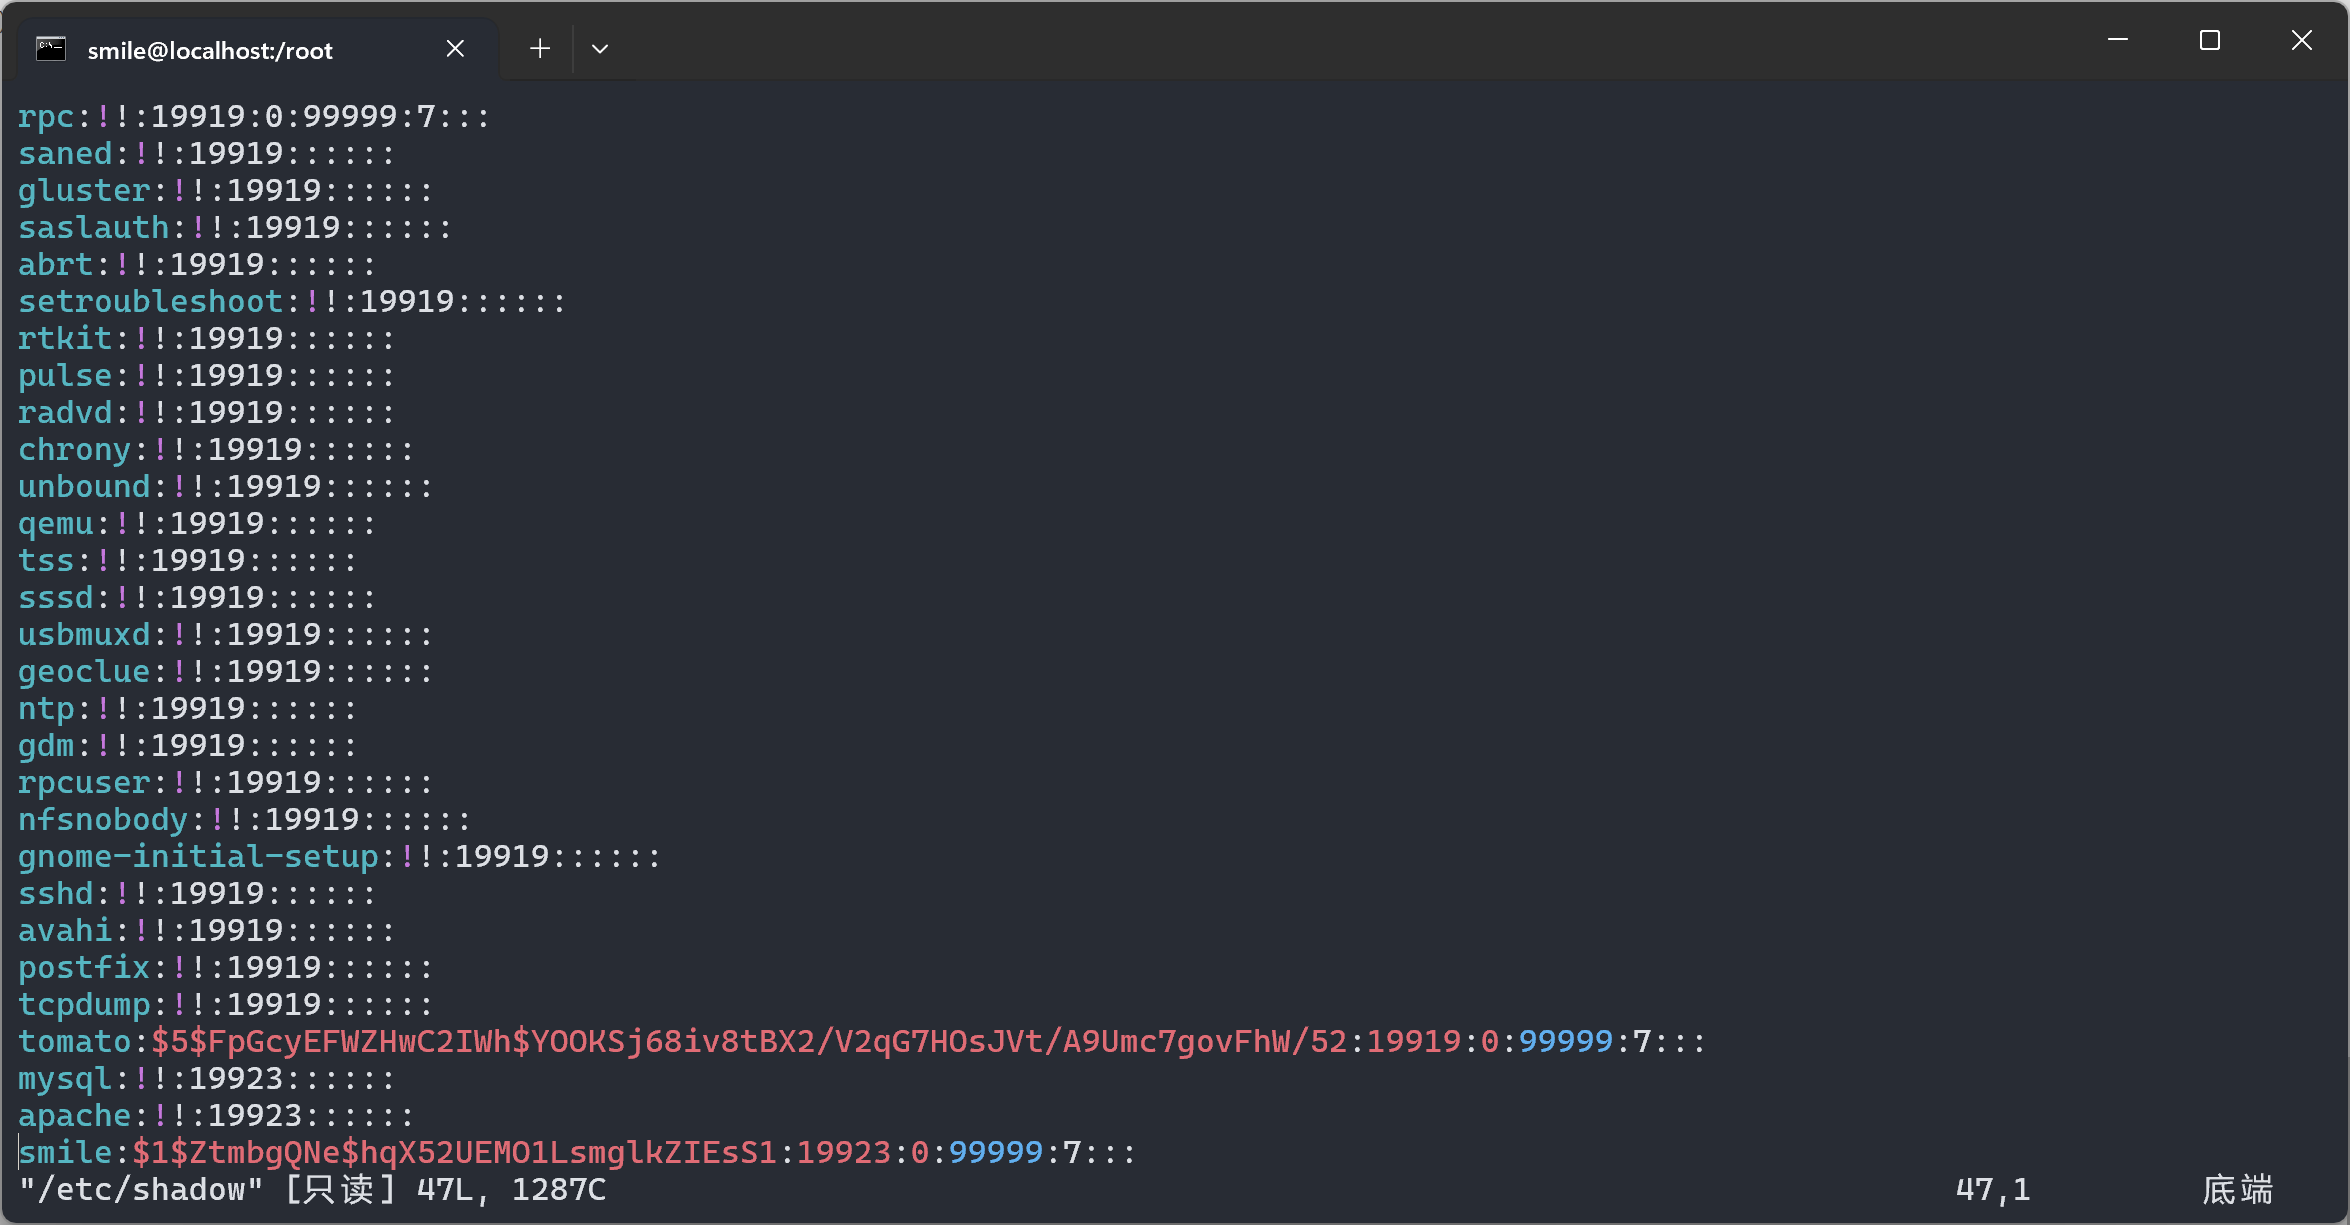 smile@localhost:/root
rpc:!!:19919:0:99999:7:::
saned:!!:19919::::::
gluster:!!:19919::::::
saslauth:!!:19919::::::
abrt:!!:19919::::::
setroubleshoot:!!:19919::::::
rtkit:!!:19919::::::
pulse:!!:19919::::::
radvd:!!:19919::::::
chrony:!!:19919::::::
unbound:!!:19919::::::
qemu:!!:19919::::::
tss:!!:19919::::::
sssd:!!:19919::::::
usbmuxd:!!:19919::::::
geoclue:!!:19919::::::
ntp:!!:19919::::::
gdm:!!:19919::::::
rpcuser:!!:19919::::::
nfsnobody:!!:19919::::::
gnome-initial-setup:!!:19919::::::
sshd:!!:19919::::::
avahi:!!:19919::::::
postfix:!!:19919::::::
tcpdump:!!:19919::::::
tomato:$5$FpGcyEFWZHwC2IWh$YOOKSj68iv8tBX2/V2qG7HOsJVt/A9Umc7govFhW/52:19919:0:99999:7:::
mysql:!!:19923::::::
apache:!!:19923::::::
smile:$1$ZtmbgQNe$hqX52UEMO1LsmglkZIEsS1:19923:0:99999:7:::
"/etc/shadow" [只读] 47L, 1287C 47,1 底端